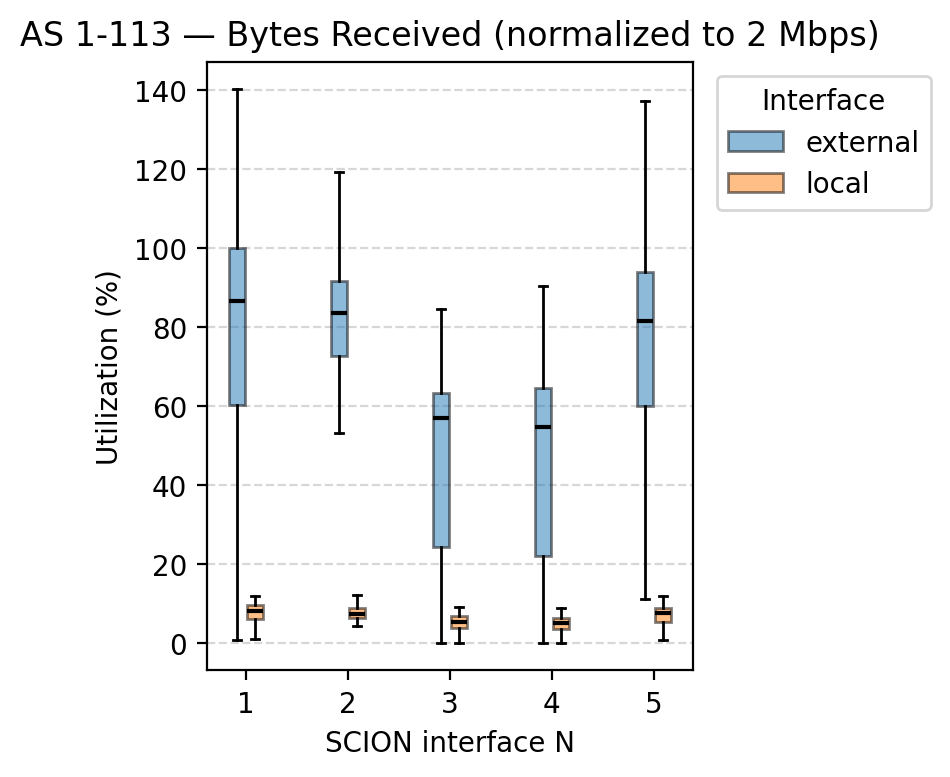 AS 1-113 — Bytes Received (normalized to 2 Mbps)
Interface
external
local
Utilization (%)
140
120
100
80
60
40
20
0
1 2 3 4 5
SCION interface N